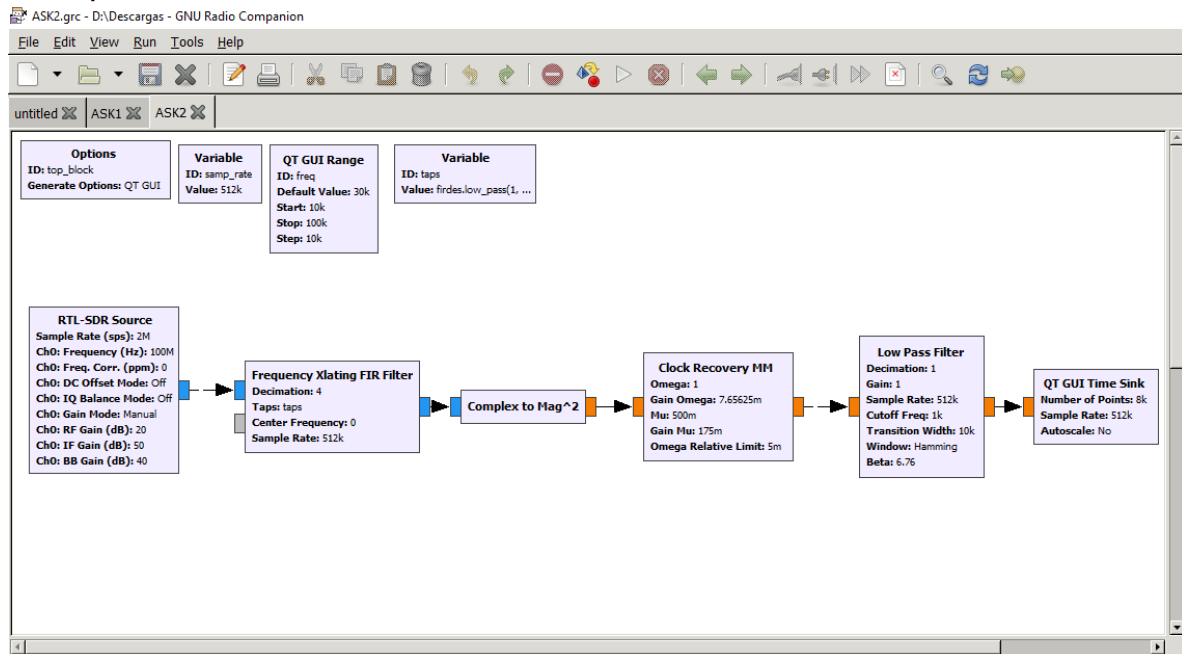 ASK2.grc - D:\Descargas - GNU Radio Companion
File Edit View Run Tools Help
untitled ASK1 ASK2
Options
ID: top_block
Generate Options: QT GUI
Variable
ID: samp_rate
Value: 512k
QT GUI Range
ID: freq
Default Value: 30k
Start: 10k
Stop: 100k
Step: 10k
Variable
ID: taps
Value: firdes.low_pass(1, ...
RTL-SDR Source
Sample Rate (sps): 2M
Ch0: Frequency (Hz): 100M
Ch0: Freq. Corr. (ppm): 0
Ch0: DC Offset Mode: Off
Ch0: IQ Balance Mode: Off
Ch0: Gain Mode: Manual
Ch0: RF Gain (dB): 20
Ch0: IF Gain (dB): 50
Ch0: BB Gain (dB): 40
Frequency Xlating FIR Filter
Decimation: 4
Taps: taps
Center Frequency: 0
Sample Rate: 512k
Complex to Mag^2
Clock Recovery MM
Omega: 1
Gain Omega: 7.65625m
Mu: 500m
Gain Mu: 175m
Omega Relative Limit: 5m
Low Pass Filter
Decimation: 1
Gain: 1
Sample Rate: 512k
Cutoff Freq: 1k
Transition Width: 10k
Window: Hamming
Beta: 6.76
QT GUI Time Sink
Number of Points: 8k
Sample Rate: 512k
Autoscale: No